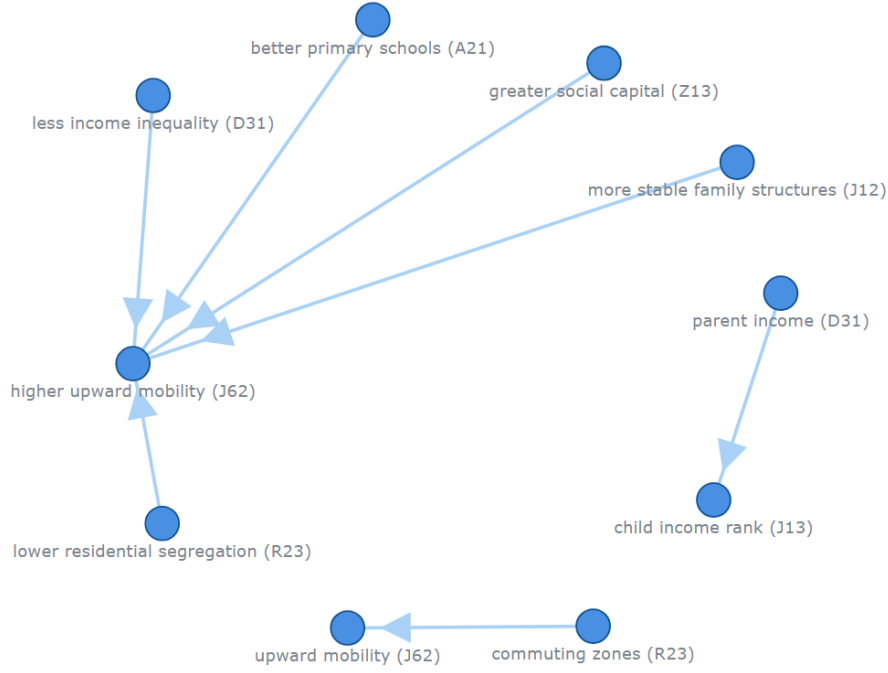 better primary schools (A21)
greater social capital (Z13)
less income inequality (D31)
more stable family structures (J12)
parent income (D31)
higher upward mobility (J62)
child income rank (J13)
lower residential segregation (R23)
upward mobility (J62)
commuting zones (R23)